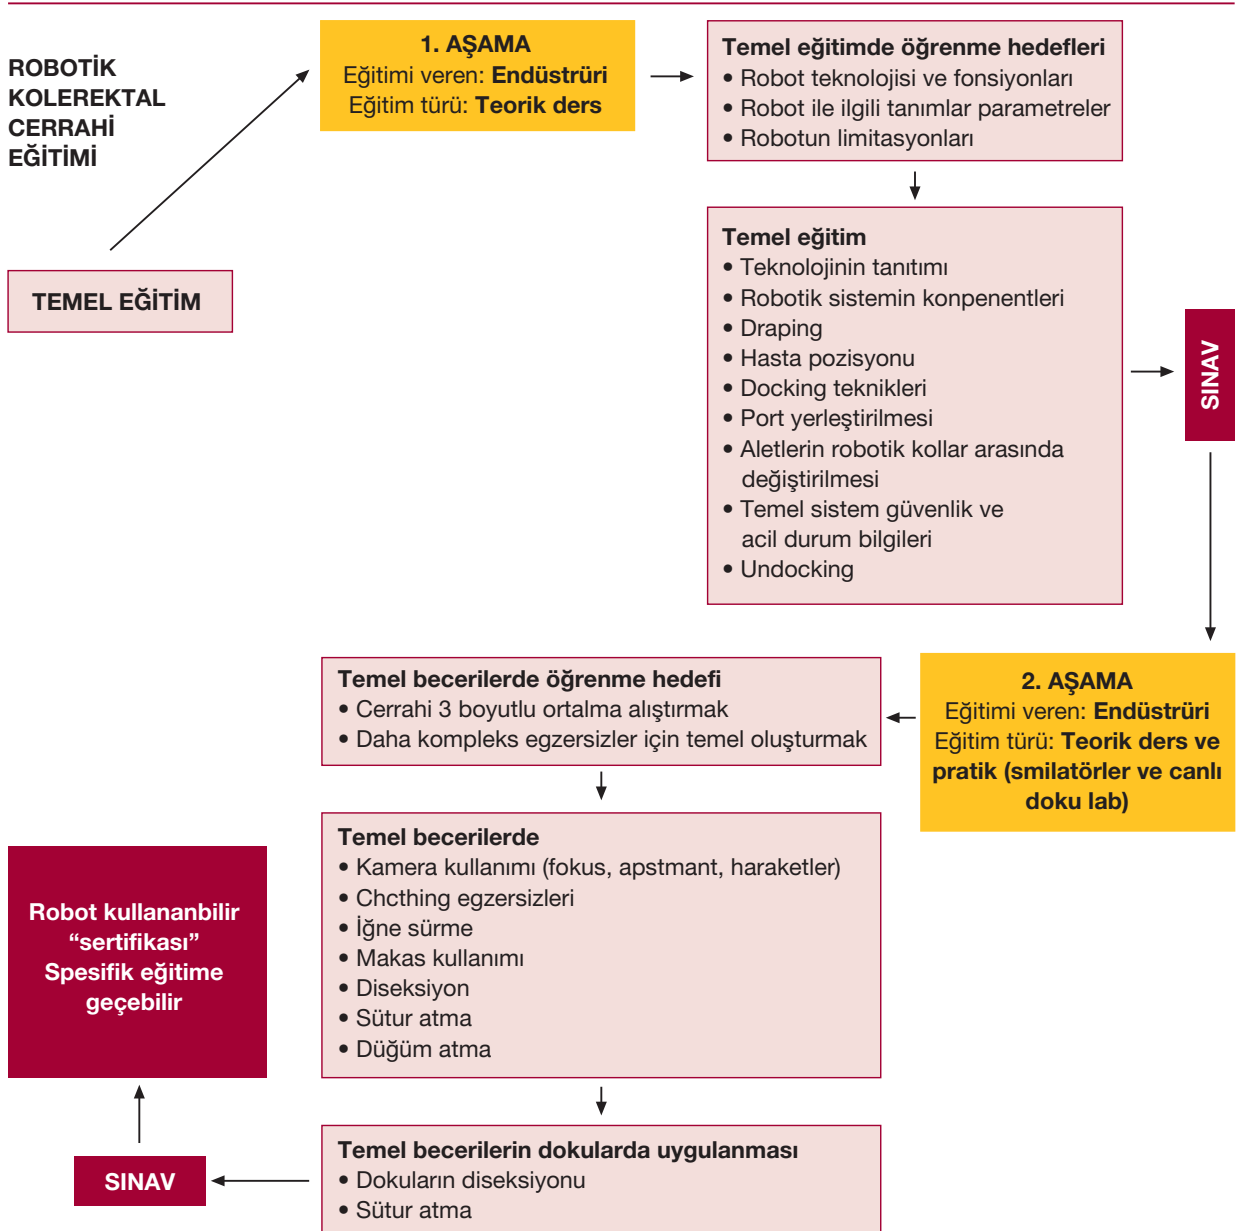 ROBOTİK
KOLEREKTAL
CERRAHİ
EĞİTİMİ
TEMEL EĞİTİM
1. AŞAMA
Eğitimi veren: Endüstrüri
Eğitim türü: Teorik ders
Temel eğitimde öğrenme hedefleri
• Robot teknolojisi ve fonsiyonları
• Robot ile ilgili tanımlar parametreler
• Robotun limitasyonları
Temel eğitim
• Teknolojinin tanıtımı
• Robotik sistemin konpenentleri
• Draping
• Hasta pozisyonu
• Docking teknikleri
• Port yerleştirilmesi
• Aletlerin robotik kollar arasında
değiştirilmesi
• Temel sistem güvenlik ve
acil durum bilgileri
• Undocking
SINAV
2. AŞAMA
Eğitimi veren: Endüstrüri
Eğitim türü: Teorik ders ve
pratik (smilatörler ve canlı
doku lab)
Temel becerilerde öğrenme hedefi
• Cerrahi 3 boyutlu ortalma alıştırmak
• Daha kompleks egzersizler için temel oluşturmak
Temel becerilerde
• Kamera kullanımı (fokus, apstmant, haraketler)
• Chcthing egzersizleri
• İğne sürme
• Makas kullanımı
• Diseksiyon
• Sütur atma
• Düğüm atma
Temel becerilerin dokularda uygulanması
• Dokuların diseksiyonu
• Sütur atma
SINAV
Robot kullananbilir
“sertifikası”
Spesifik eğitime
geçebilir